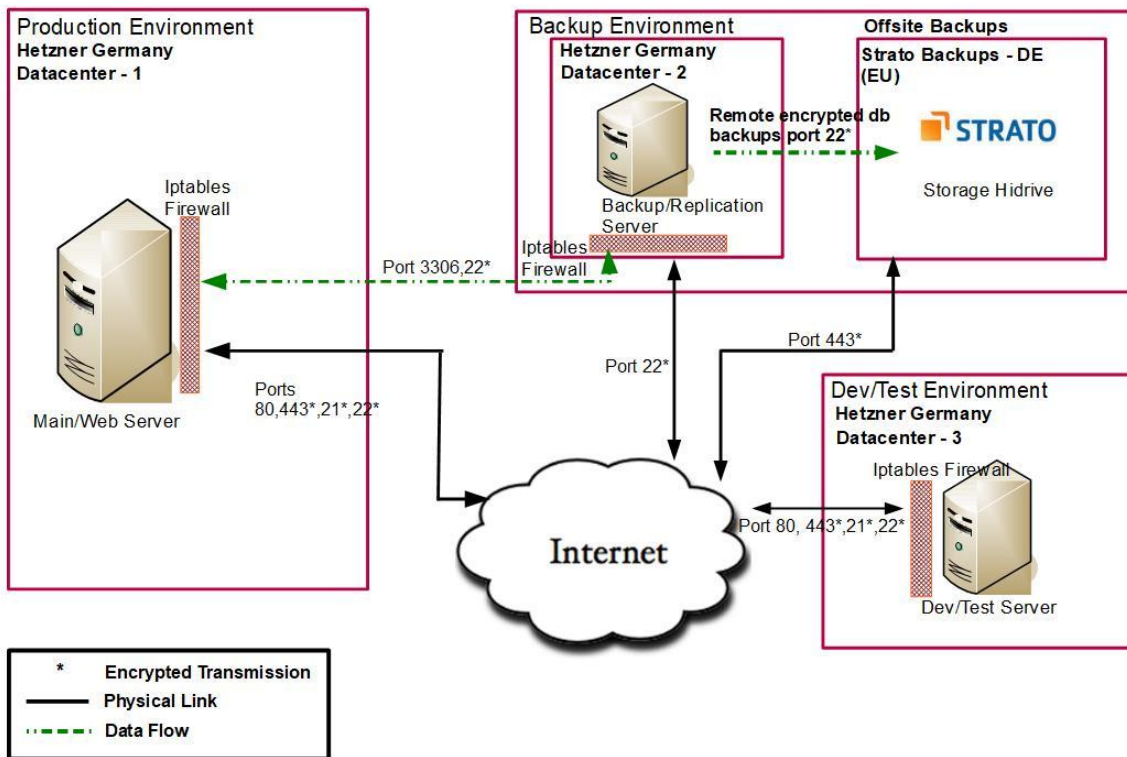 Production Environment
Hetzner Germany
Datacenter - 1
Iptables
Firewall
Main/Web Server
Port 3306,22*
Ports
80,443*,21*,22*
Backup Environment
Hetzner Germany
Datacenter - 2
Backup/Replication
Server
Iptables
Firewall
Remote encrypted db
backups port 22*
Offsite Backups
Strato Backups - DE
(EU)
STRATO
Storage Hidrive
Port 22*
Port 443*
Dev/Test Environment
Hetzner Germany
Datacenter - 3
Iptables Firewall
Port 80, 443*,21*,22*
Dev/Test Server
Internet
* Encrypted Transmission
Physical Link
Data Flow